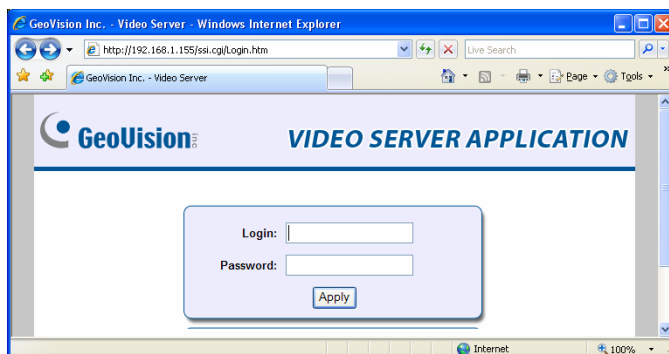 GeoVision Inc. - Video Server - Windows Internet Explorer
http://192.168.1.155/ssi.cgi/Login.htm
Live Search
GeoVision Inc. - Video Server
Page
Tools
»
GeoVision inc
VIDEO SERVER APPLICATION
Login:
Password:
Apply
Internet
100%